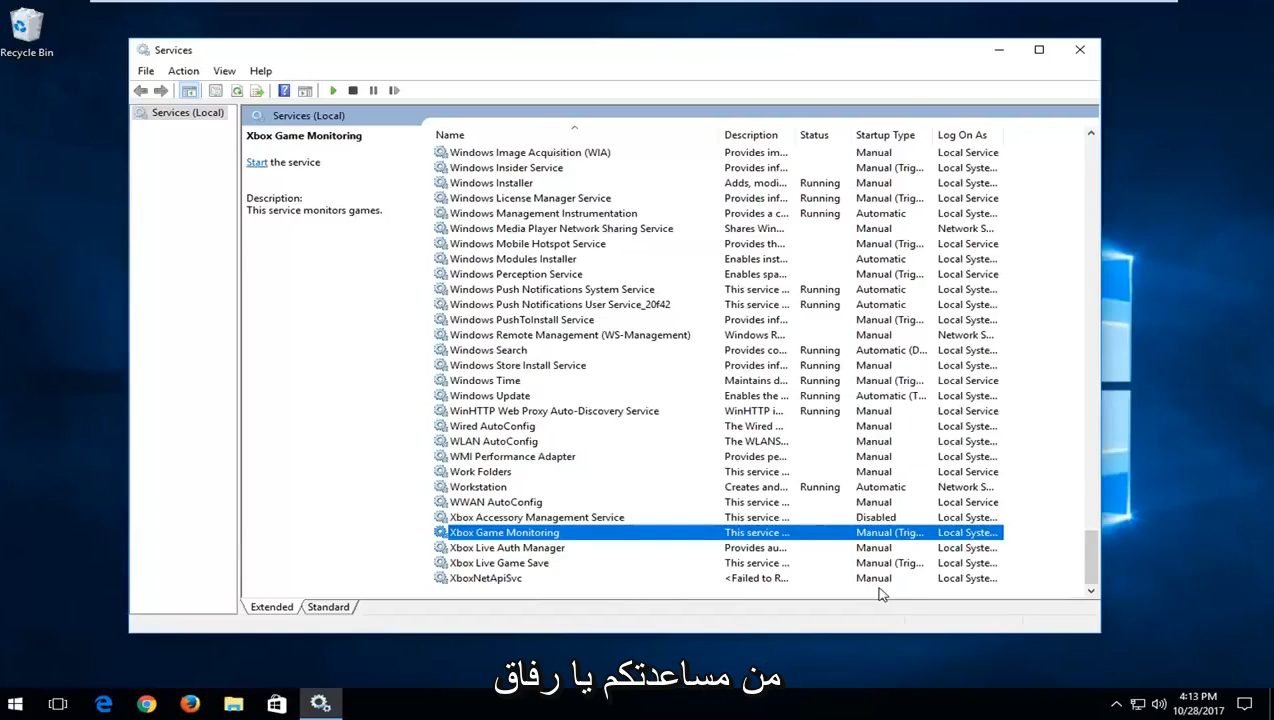 Recycle Bin
Services
File Action View Help
Services (Local)
Services (Local)
Xbox Game Monitoring
Start the service
Description:
This service monitors games.
Name Description Status Startup Type Log On As
Windows Image Acquisition (WIA) Provides im... Manual Local Service
Windows Insider Service Provides inf... Manual (Trig... Local Syste...
Windows Installer Adds, modi... Running Manual Local Syste...
Windows License Manager Service Provides inf... Running Manual (Trig... Local Service
Windows Management Instrumentation Provides a c... Running Automatic Local Syste...
Windows Media Player Network Sharing Service Shares Win... Manual Network S...
Windows Mobile Hotspot Service Provides th... Manual (Trig... Local Service
Windows Modules Installer Enables inst... Automatic Local Syste...
Windows Perception Service Enables spa... Manual (Trig... Local Service
Windows Push Notifications System Service This service ... Running Automatic Local Syste...
Windows Push Notifications User Service_20f42 This service ... Running Automatic Local Syste...
Windows PushToInstall Service Provides inf... Manual (Trig... Local Syste...
Windows Remote Management (WS-Management) Windows R... Manual Network S...
Windows Search Provides co... Running Automatic (D... Local Syste...
Windows Store Install Service Provides inf... Running Manual Local Syste...
Windows Time Maintains d... Running Manual (Trig... Local Service
Windows Update Enables the ... Running Automatic (T... Local Syste...
WinHTTP Web Proxy Auto-Discovery Service WinHTTP i... Running Manual Local Service
Wired AutoConfig The Wired ... Manual Local Syste...
WLAN AutoConfig The WLANS... Manual Local Syste...
WMI Performance Adapter Provides pe... Manual Local Syste...
Work Folders This service ... Manual Local Service
Workstation Creates and... Running Automatic Network S...
WWAN AutoConfig This service ... Manual Local Service
Xbox Accessory Management Service This service ... Disabled Local Syste...
Xbox Game Monitoring This service ... Manual (Trig... Local Syste...
Xbox Live Auth Manager Provides au... Manual Local Syste...
Xbox Live Game Save This service ... Manual (Trig... Local Syste...
XboxNetApiSvc <Failed to R... Manual Local Syste...
Extended Standard
من مساعدتكم يا رفاق
4:13 PM
10/28/2017